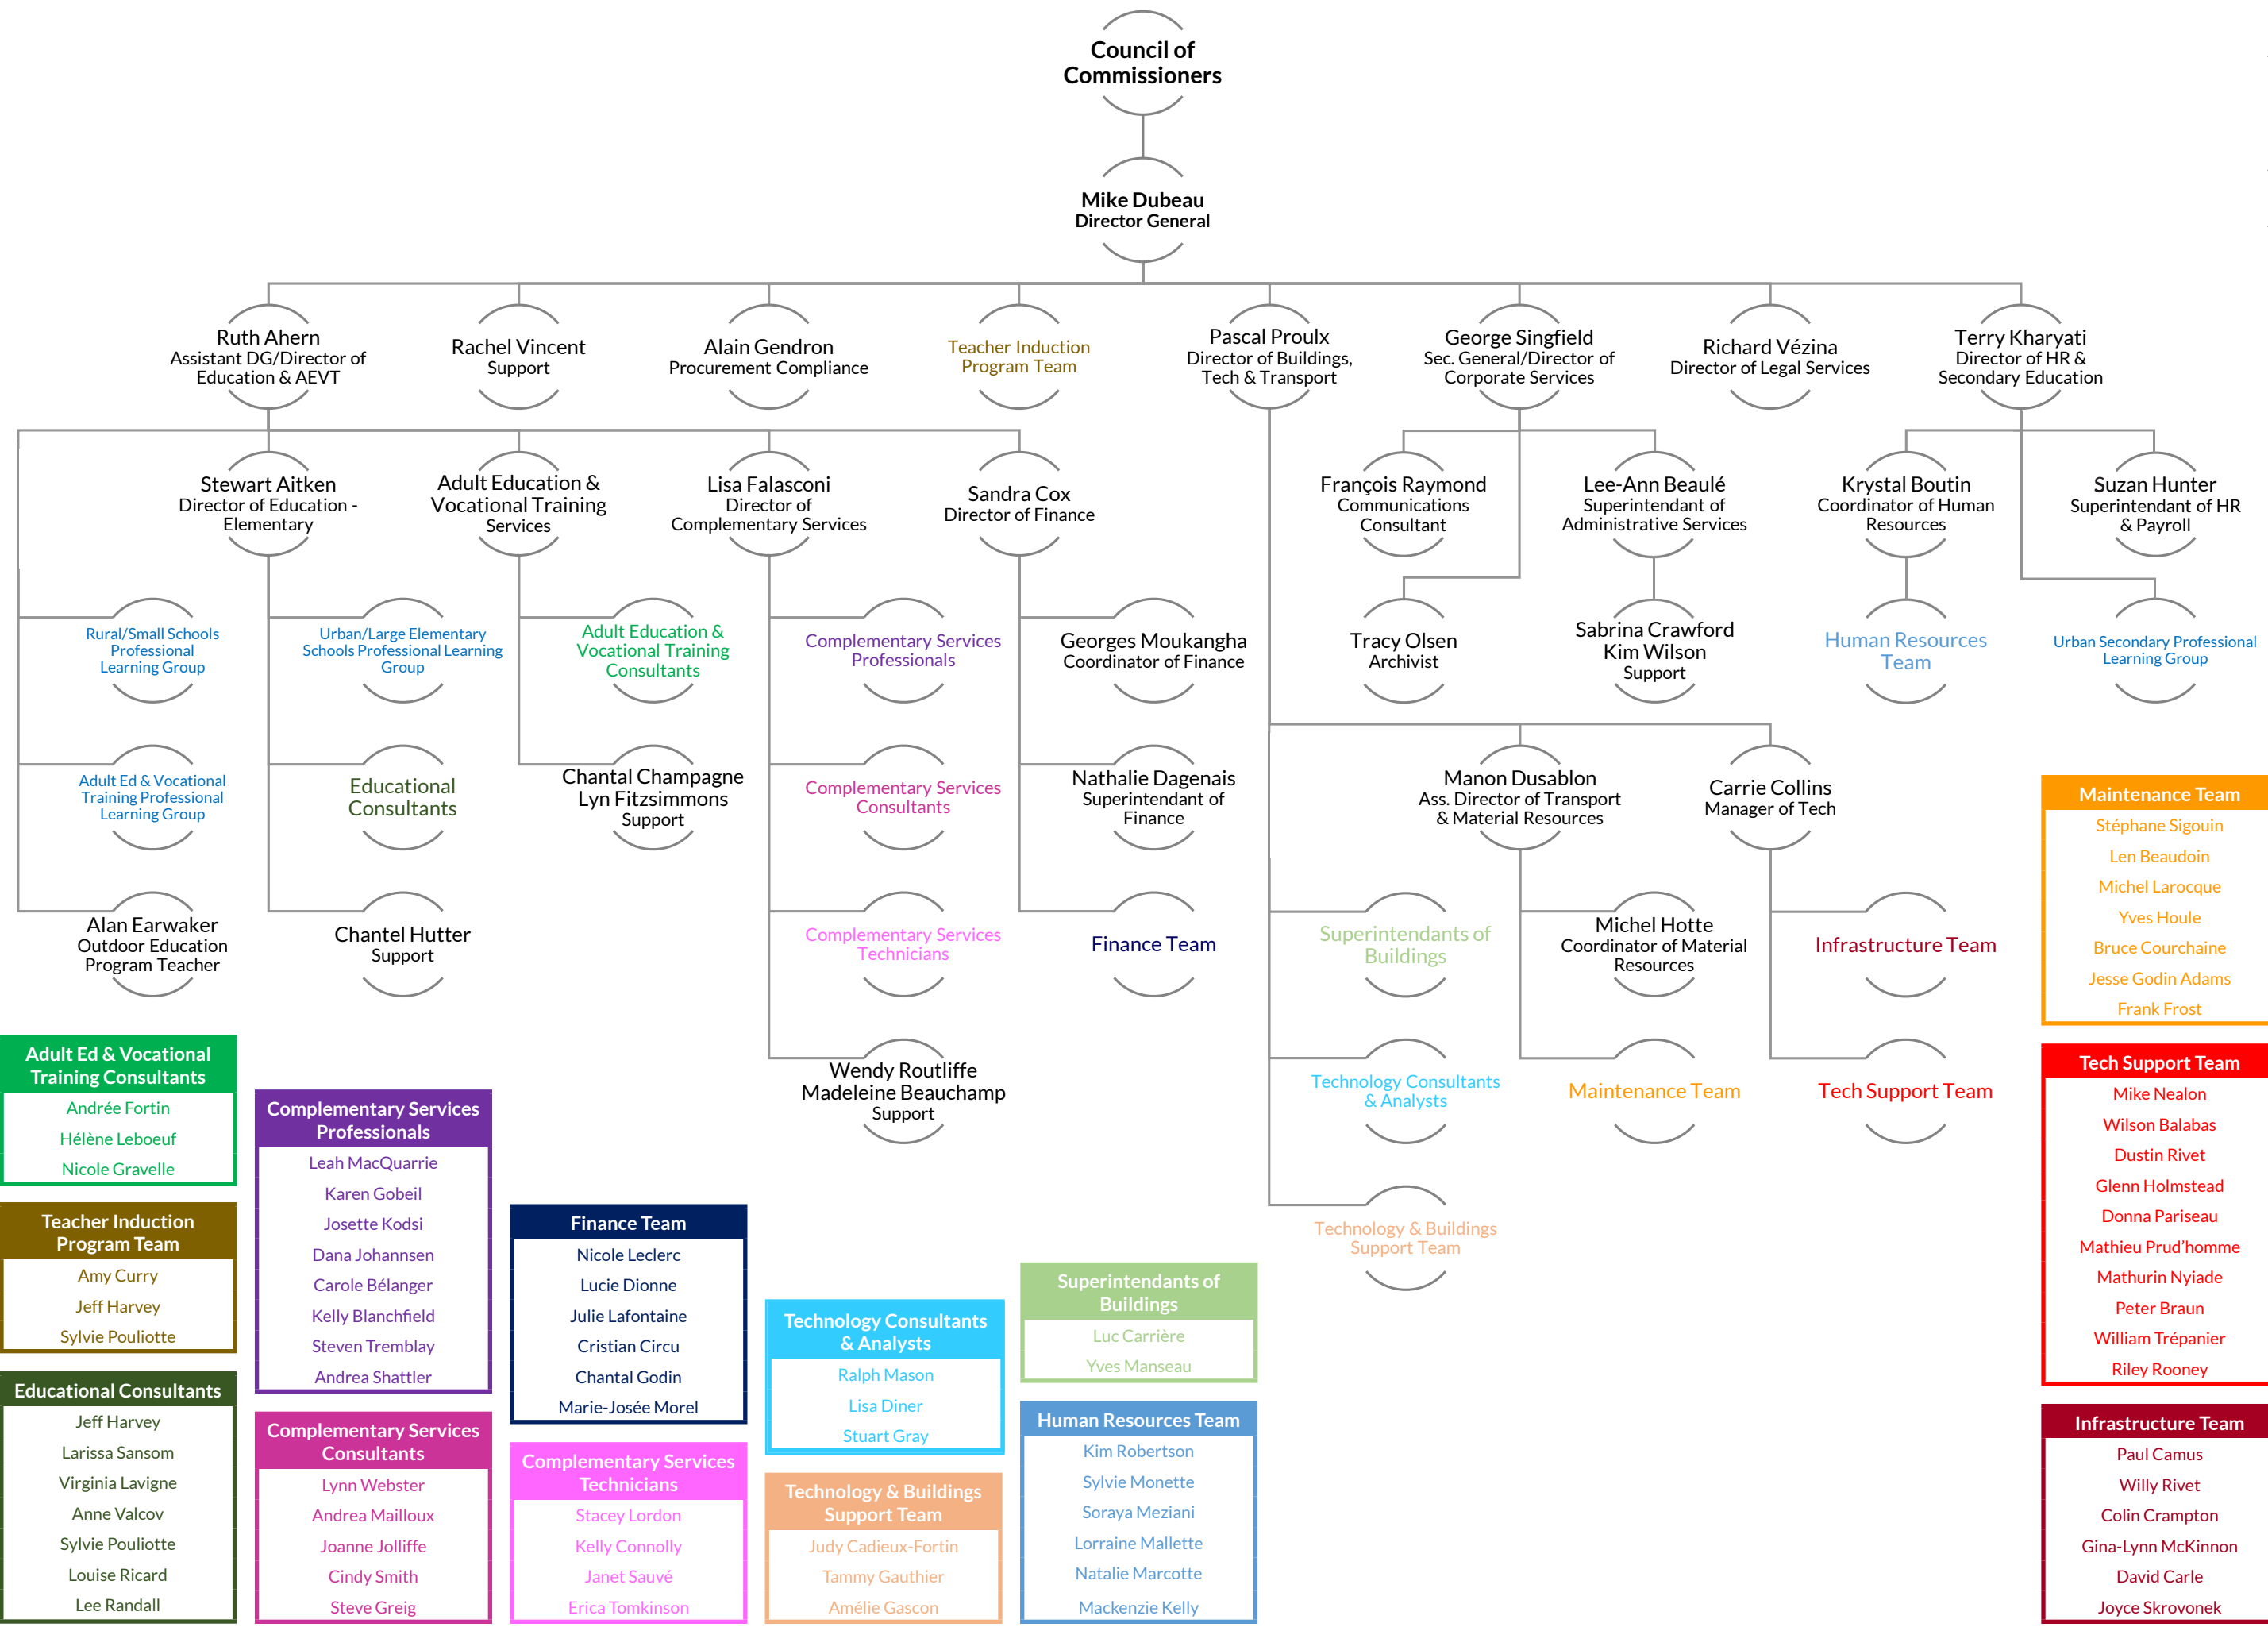 Council of
Commissioners
Mike Dubeau
Director General
Ruth Ahern
Assistant DG/Director of
Education & AEVT
Rachel Vincent
Support
Alain Gendron
Procurement Compliance
Teacher Induction
Program Team
Pascal Proulx
Director of Buildings,
Tech & Transport
George Singfield
Sec. General/Director of
Corporate Services
Richard Vézina
Director of Legal Services
Terry Kharyati
Director of HR &
Secondary Education
Stewart Aitken
Director of Education -
Elementary
Adult Education &
Vocational Training
Services
Lisa Falasconi
Director of
Complementary Services
Sandra Cox
Director of Finance
François Raymond
Communications
Consultant
Lee-Ann Beaulé
Superintendant of
Administrative Services
Krystal Boutin
Coordinator of Human
Resources
Suzan Hunter
Superintendant of HR
& Payroll
Rural/Small Schools
Professional
Learning Group
Urban/Large Elementary
Schools Professional Learning
Group
Adult Education &
Vocational Training
Consultants
Complementary Services
Professionals
Georges Moukangha
Coordinator of Finance
Tracy Olsen
Archivist
Sabrina Crawford
Kim Wilson
Support
Human Resources
Team
Urban Secondary Professional
Learning Group
Adult Ed & Vocational
Training Professional
Learning Group
Educational
Consultants
Chantal Champagne
Lyn Fitzsimmons
Support
Complementary Services
Consultants
Nathalie Dagenais
Superintendant of
Finance
Manon Dusablon
Ass. Director of Transport
& Material Resources
Carrie Collins
Manager of Tech
Alan Earwaker
Outdoor Education
Program Teacher
Chantel Hutter
Support
Complementary Services
Technicians
Finance Team
Superintendants of
Buildings
Michel Hotte
Coordinator of Material
Resources
Infrastructure Team
Wendy Routliffe
Madeleine Beauchamp
Support
Technology Consultants
& Analysts
Maintenance Team
Tech Support Team
Technology & Buildings
Support Team
Adult Ed & Vocational
Training Consultants
Andrée Fortin
Hélène Leboeuf
Nicole Gravelle
Teacher Induction
Program Team
Amy Curry
Jeff Harvey
Sylvie Pouliotte
Educational Consultants
Jeff Harvey
Larissa Sansom
Virginia Lavigne
Anne Valcov
Sylvie Pouliotte
Louise Ricard
Lee Randall
Complementary Services
Professionals
Leah MacQuarrie
Karen Gobeil
Josette Kodsi
Dana Johannsen
Carole Bélanger
Kelly Blanchfield
Steven Tremblay
Andrea Shattler
Complementary Services
Consultants
Lynn Webster
Andrea Mailloux
Joanne Jolliffe
Cindy Smith
Steve Greig
Finance Team
Nicole Leclerc
Lucie Dionne
Julie Lafontaine
Cristian Circu
Chantal Godin
Marie-Josée Morel
Complementary Services
Technicians
Stacey Lordon
Kelly Connolly
Janet Sauvé
Erica Tomkinson
Technology Consultants
& Analysts
Ralph Mason
Lisa Diner
Stuart Gray
Technology & Buildings
Support Team
Judy Cadieux-Fortin
Tammy Gauthier
Amélie Gascon
Superintendants of
Buildings
Luc Carrière
Yves Manseau
Human Resources Team
Kim Robertson
Sylvie Monette
Soraya Meziani
Lorraine Mallette
Natalie Marcotte
Mackenzie Kelly
Maintenance Team
Stéphane Sigouin
Len Beaudoin
Michel Larocque
Yves Houle
Bruce Courchaine
Jesse Godin Adams
Frank Frost
Tech Support Team
Mike Nealon
Wilson Balabas
Dustin Rivet
Glenn Holmstead
Donna Pariseau
Mathieu Prud’homme
Mathurin Nyiade
Peter Braun
William Trépanier
Riley Rooney
Infrastructure Team
Paul Camus
Willy Rivet
Colin Crampton
Gina-Lynn McKinnon
David Carle
Joyce Skrovonek